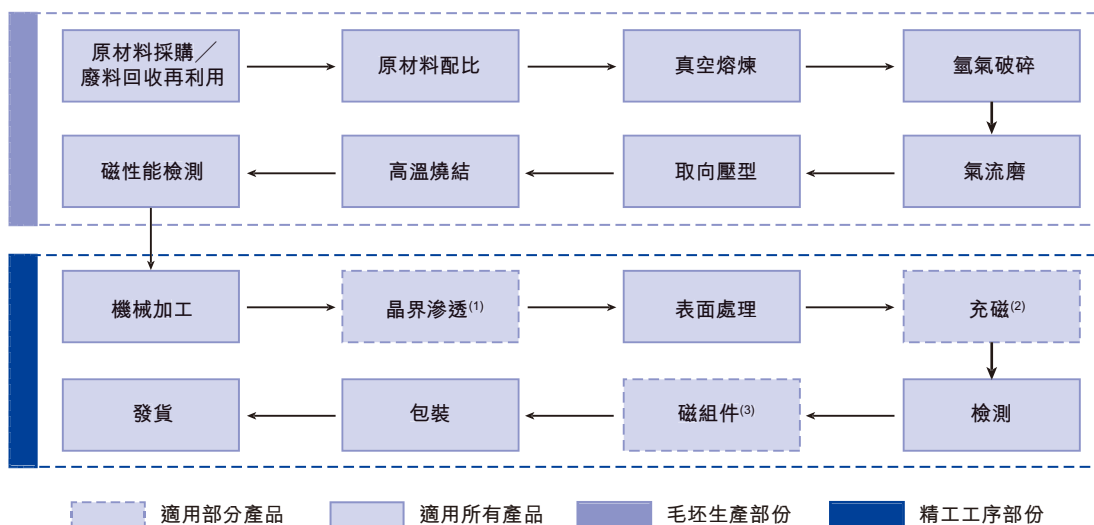 原材料採購／
廢料回收再利用
原材料配比
真空熔煉
氫氣破碎
磁性能檢測
高溫燒結
取向壓型
氣流磨
機械加工
晶界滲透(1)
表面處理
充磁(2)
發貨
包裝
磁組件(3)
檢測
適用部分產品
適用所有產品
毛坯生產部份
精工工序部份